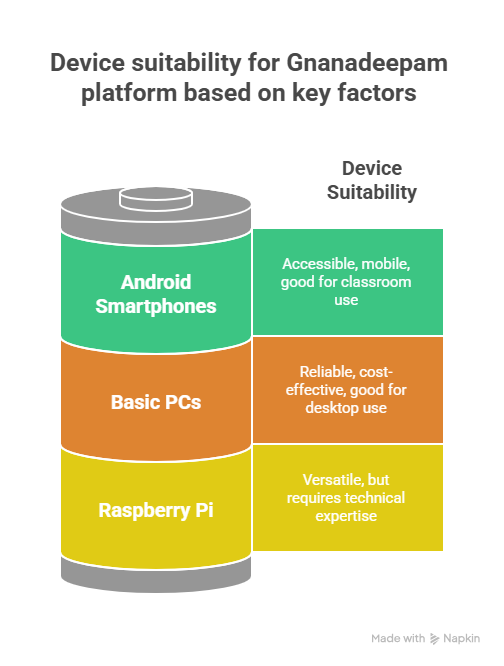 Device suitability for Gnanadeepam
platform based on key factors
Device
Suitability
Android
Smartphones
Accessible, mobile,
good for classroom
use
Basic PCs
Reliable, cost-
effective, good for
desktop use
Raspberry Pi
Versatile, but
requires technical
expertise
Made with Napkin